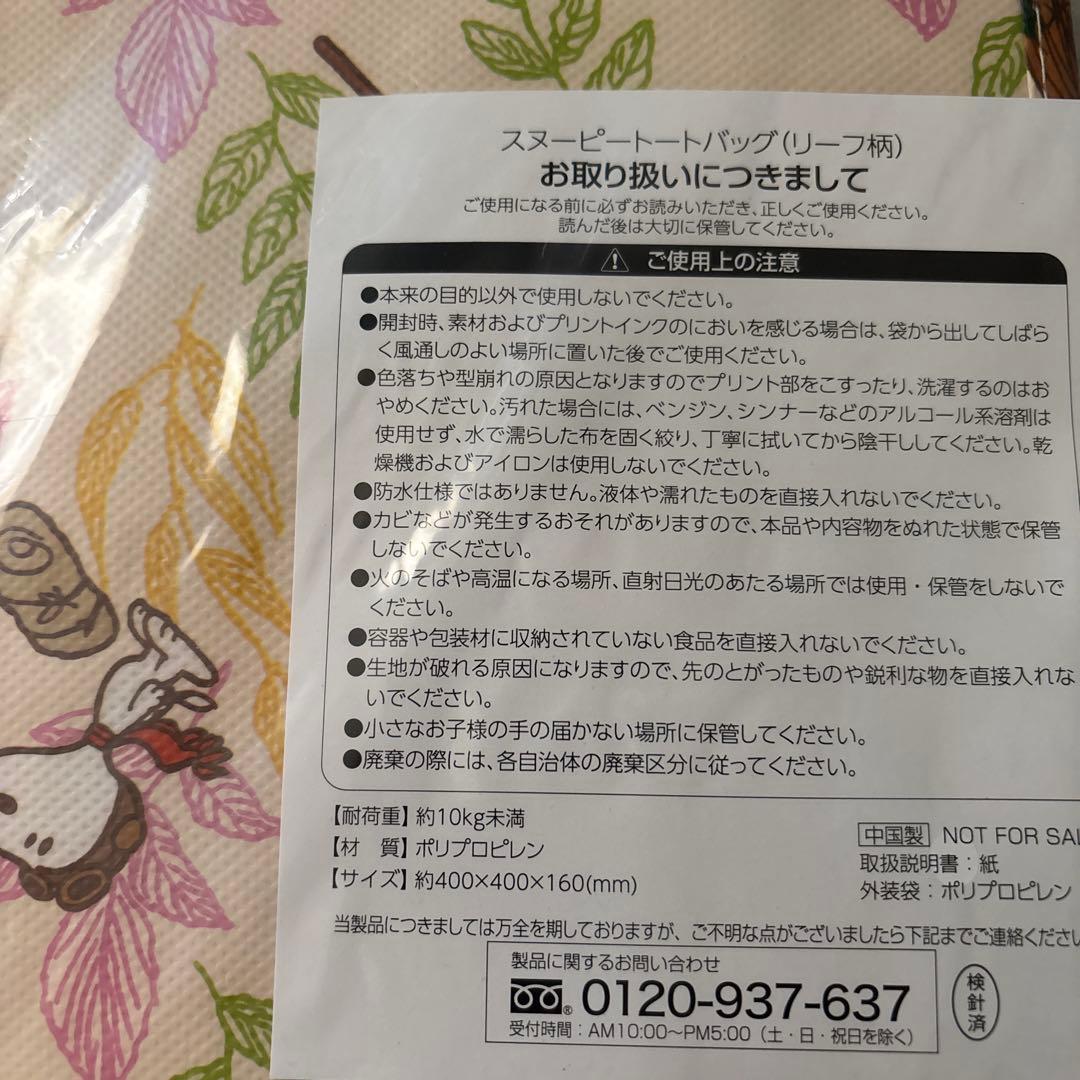 スヌーピートートバッグ(リーフ柄)
お取り扱いにつきまして
ご使用になる前に必ずお読みいただき、正しくご使用ください。
読んだ後は大切に保管してください。
ご使用上の注意
●本来の目的以外で使用しないでください。
●開封時、素材およびプリントインクのにおいを感じる場合は、袋から出してしばら
く風通しのよい場所に置いた後でご使用ください。
●色落ちや型崩れの原因となりますのでプリント部をこすったり、洗濯するのはお
やめください。汚れた場合には、ベンジン、シンナーなどのアルコール系溶剤は
使用せず、水で濡らした布を固く絞り、丁寧に拭いてから陰干ししてください。乾
燥機およびアイロンは使用しないでください。
●防水仕様ではありません。液体や濡れたものを直接入れないでください。
●カビなどが発生するおそれがありますので、本品や内容物をぬれた状態で保管
しないでください。
●火のそばや高温になる場所、直射日光のあたる場所では使用・保管をしないで
ください。
●容器や包装材に収納されていない食品を直接入れないでください。
●生地が破れる原因になりますので、先のとがったものや鋭利な物を直接入れな
いでください。
●小さなお子様の手の届かない場所に保管してください。
●廃棄の際には、各自治体の廃棄区分に従ってください。
【耐荷重】約10kg未満
【材 質】ポリプロピレン
【サイズ】約400×400×160(mm)
中国製 NOT FOR SAL
取扱説明書:紙
外装袋:ポリプロピレン
当製品につきましては万全を期しておりますが、ご不明な点がございましたら下記までご連絡ください
製品に関するお問い合わせ
0120-937-637
受付時間:AM10:00~PM5:00(土・日・祝日を除く)
検針済